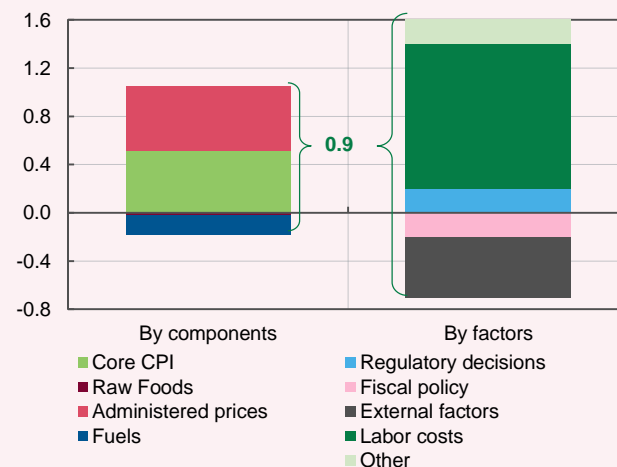 1.6
1.2
0.8
0.4
0.0
-0.4
-0.8
0.9
By components
By factors
Core CPI
Raw Foods
Administered prices
Fuels
Regulatory decisions
Fiscal policy
External factors
Labor costs
Other